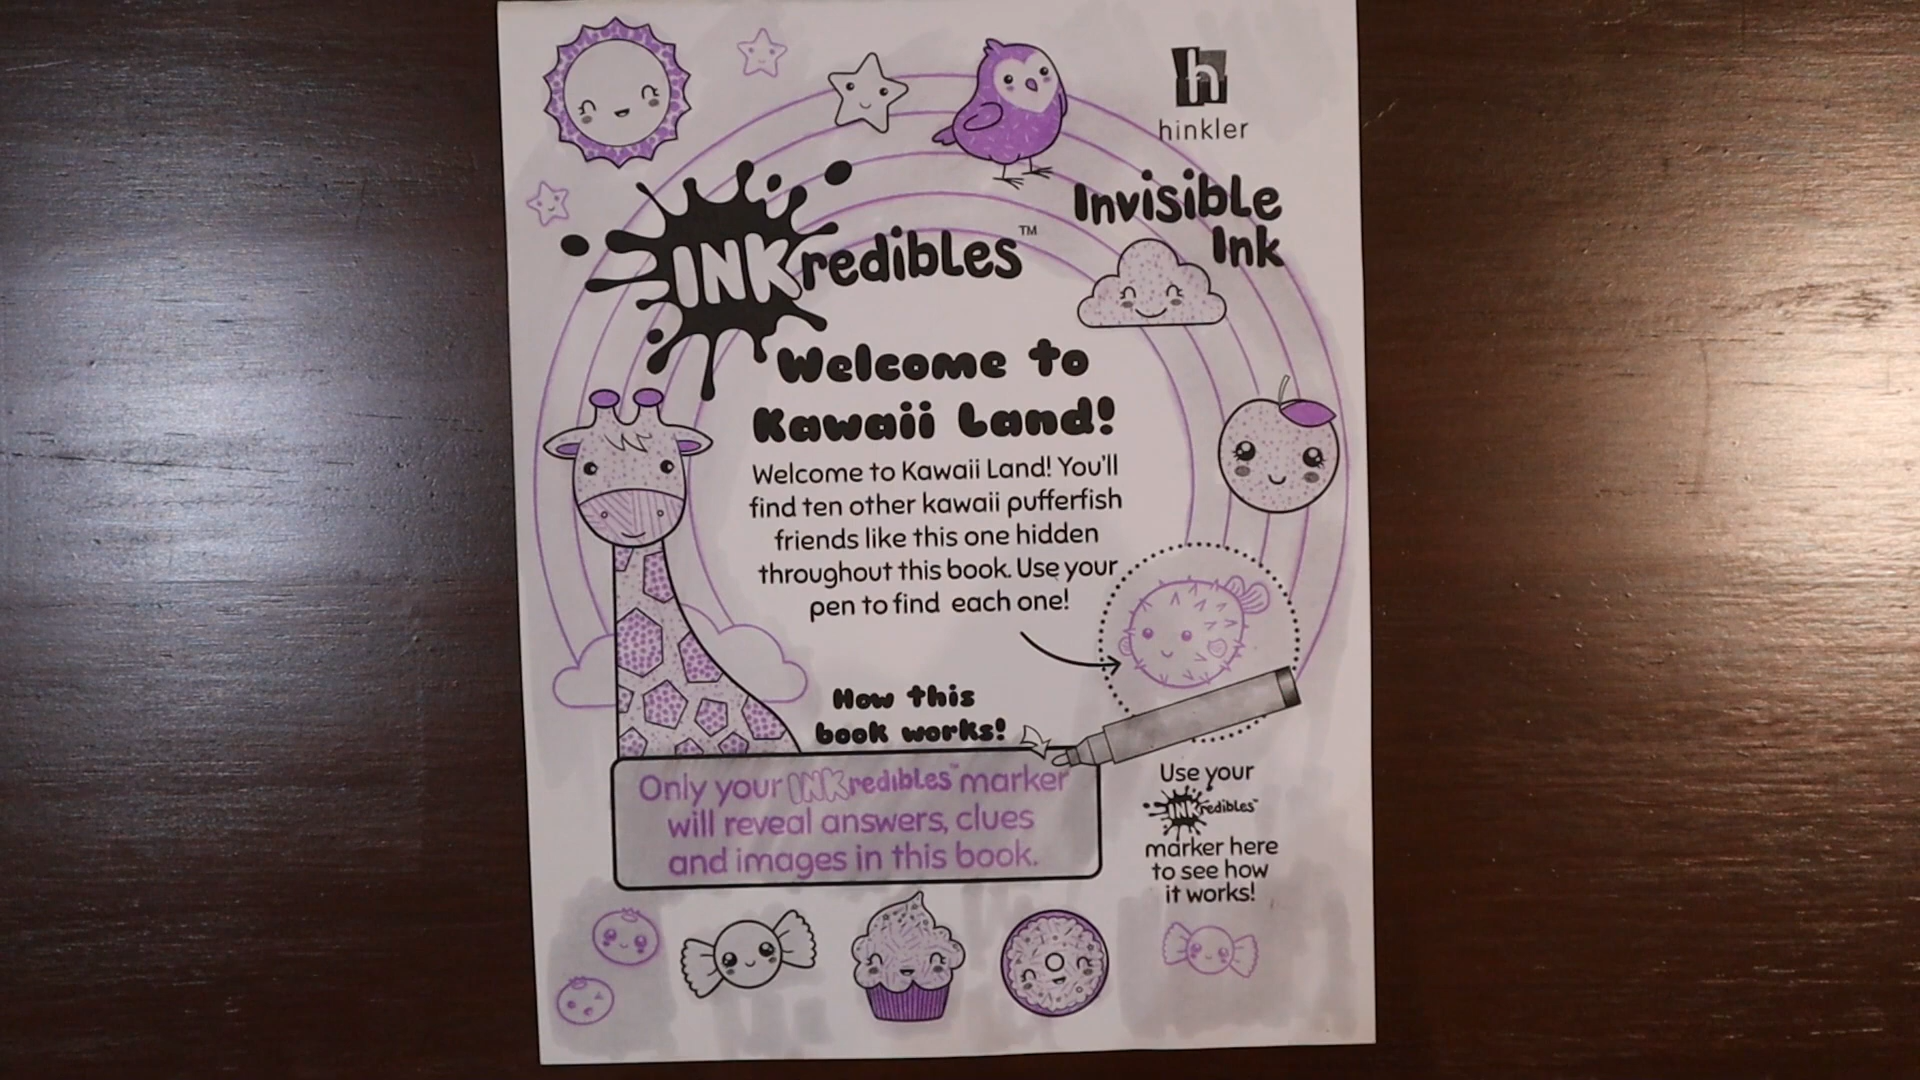 h
hinkler
Invisible
Ink
INKredibles™
Welcome to
Kawaii Land!
Welcome to Kawaii Land! You'll
find ten other kawaii pufferfish
friends like this one hidden
throughout this book. Use your
pen to find each one!
How this
book works!
Only your INKredibles™ marker
will reveal answers, clues
and images in this book.
Use your
INKredibles™
marker here
to see how
it works!